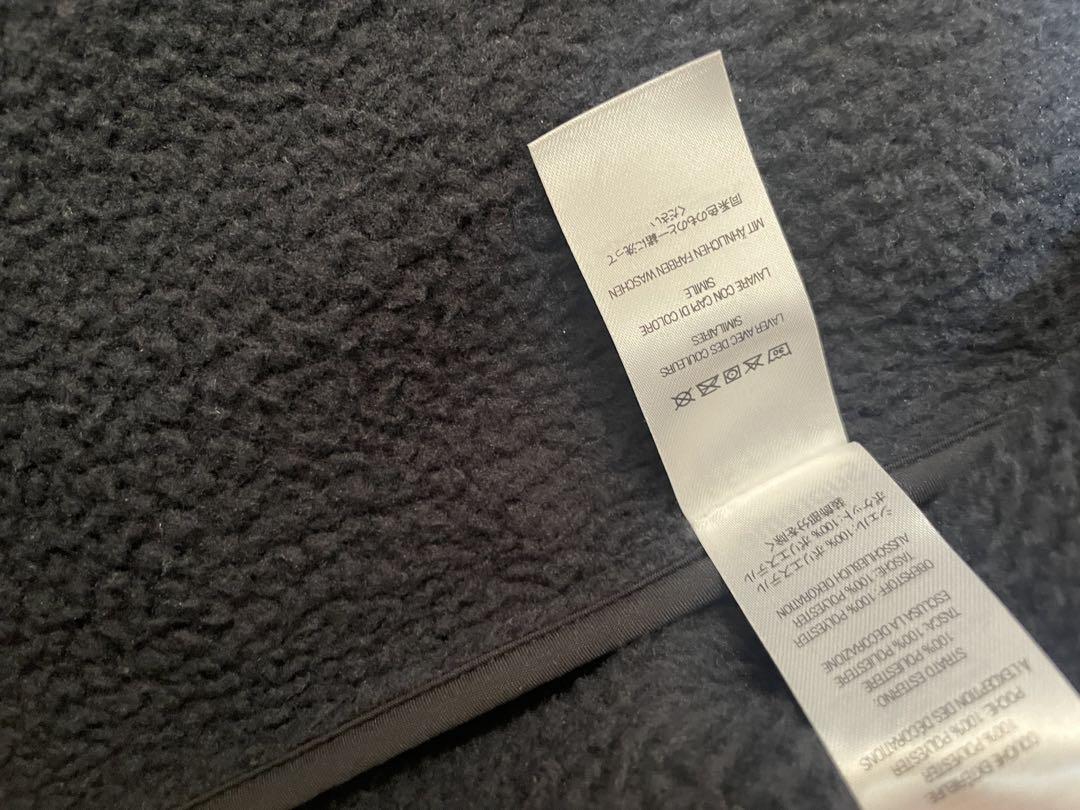 100% POLYESTER
POCHE: 100% POLYESTER
À L'EXCEPTION DES DÉCORATIONS
STRATO ESTERNO:
100% POLIESTERE
TASCA: 100% POLIESTERE
ESCLUSA LA DECORAZIONE
OBERSTOFF: 100% POLYESTER
TASCHE: 100% POLYESTER
AUSSCHLIEßLICH DEKORATION
シェル: 100% ポリエステル
ポケット: 100% ポリエステル
装飾部分を除く
30
LAVER AVEC DES COULEURS
SIMILAIRES
LAVARE CON CAPI DI COLORE
SIMILE
MIT ÄHNLICHEN FARBEN WASCHEN
同系色のものと一緒に洗って
ください